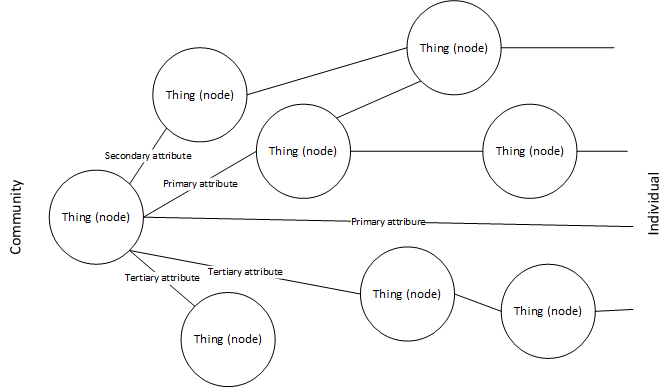 Thing (node)
Thing (node)
Secondary attribute
Thing (node)
Thing (node)
Primary attribute
Community
Thing (node)
Primary attribure
Individual
Tertiary attribute
Tertiary attribute
Thing (node)
Thing (node)
Thing (node)